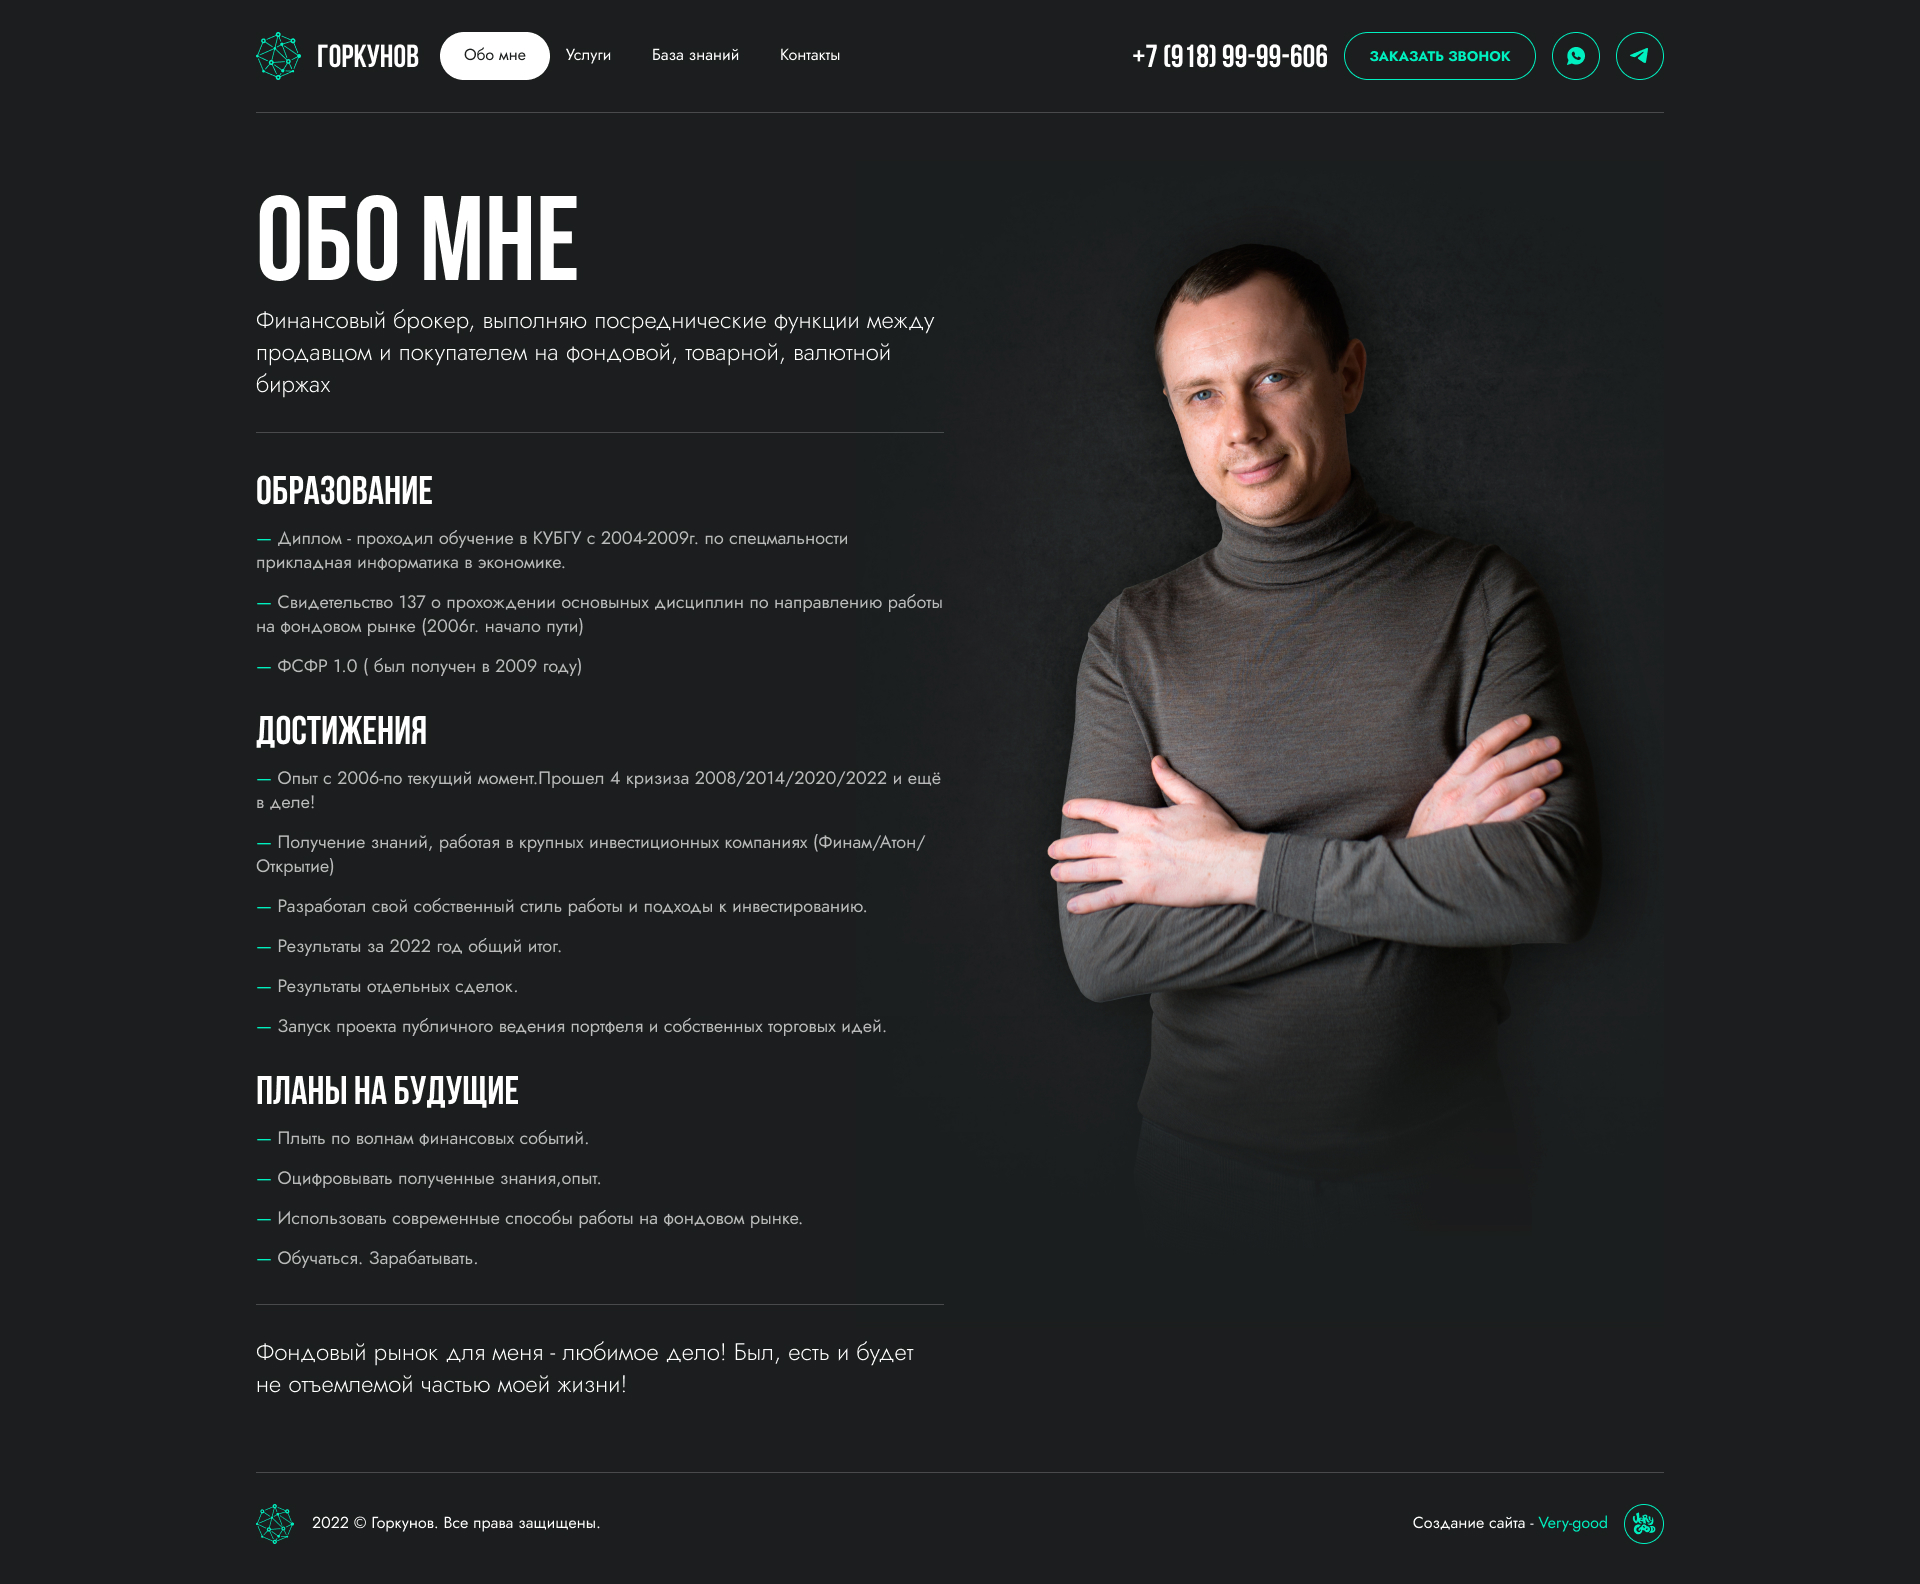 ГОРКУНОВ
Обо мне
Услуги
База знаний
Контакты
+7 (918) 99-99-606
ЗАКАЗАТЬ ЗВОНОК
ОБО МНЕ
Финансовый брокер, выполняю посреднические функции между
продавцом и покупателем на фондовой, товарной, валютной
биржах
ОБРАЗОВАНИЕ
— Диплом - проходил обучение в КУБГУ с 2004-2009г. по спецмальности
прикладная информатика в экономике.
— Свидетельство 137 о прохождении основыных дисциплин по направлению работы
на фондовом рынке (2006г. начало пути)
— ФСФР 1.0 ( был получен в 2009 году)
ДОСТИЖЕНИЯ
— Опыт с 2006-по текущий момент.Прошел 4 кризиза 2008/2014/2020/2022 и ещё
в деле!
— Получение знаний, работая в крупных инвестиционных компаниях (Финам/Атон/
Открытие)
— Разработал свой собственный стиль работы и подходы к инвестированию.
— Результаты за 2022 год общий итог.
— Результаты отдельных сделок.
— Запуск проекта публичного ведения портфеля и собственных торговых идей.
ПЛАНЫ НА БУДУЩИЕ
— Плыть по волнам финансовых событий.
— Оцифровывать полученные знания,опыт.
— Использовать современные способы работы на фондовом рынке.
— Обучаться. Зарабатывать.
Фондовый рынок для меня - любимое дело! Был, есть и будет
не отъемлемой частью моей жизни!
2022 © Горкунов. Все права защищены.
Создание сайта - Very-good
VERY
GOOD